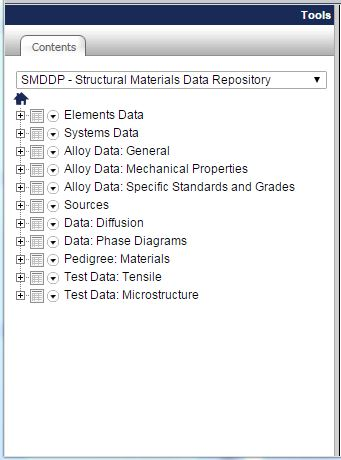 Tools
Contents
SMDDP - Structural Materials Data Repository
Elements Data
Systems Data
Alloy Data: General
Alloy Data: Mechanical Properties
Alloy Data: Specific Standards and Grades
Sources
Data: Diffusion
Data: Phase Diagrams
Pedigree: Materials
Test Data: Tensile
Test Data: Microstructure